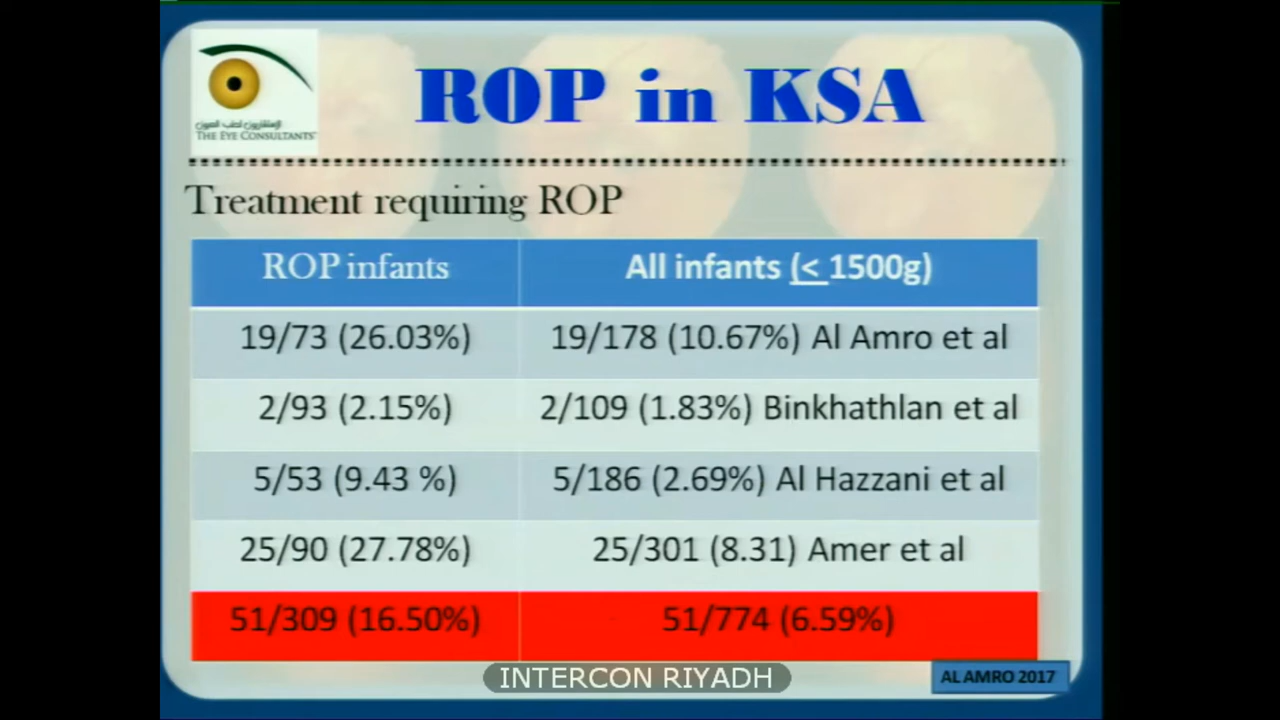 الإستشاريون لطب العيون
THE EYE CONSULTANTS
ROP in KSA
Treatment requiring ROP
ROP infants All infants (< 1500g)
19/73 (26.03%) 19/178 (10.67%) Al Amro et al
2/93 (2.15%) 2/109 (1.83%) Binkhathlan et al
5/53 (9.43 %) 5/186 (2.69%) Al Hazzani et al
25/90 (27.78%) 25/301 (8.31) Amer et al
51/309 (16.50%) 51/774 (6.59%)
INTERCON RIYADH
AL AMRO 2017